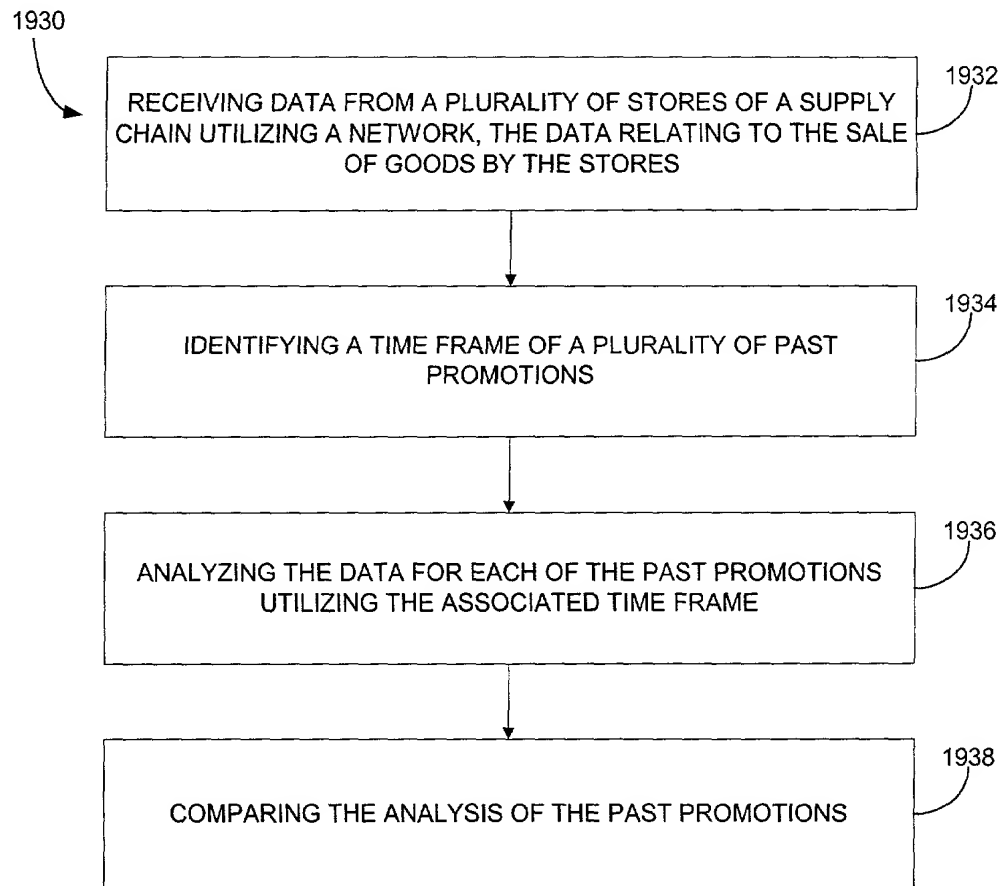 1930
1932
RECEIVING DATA FROM A PLURALITY OF STORES OF A SUPPLY
CHAIN UTILIZING A NETWORK, THE DATA RELATING TO THE SALE
OF GOODS BY THE STORES
1934
IDENTIFYING A TIME FRAME OF A PLURALITY OF PAST
PROMOTIONS
1936
ANALYZING THE DATA FOR EACH OF THE PAST PROMOTIONS
UTILIZING THE ASSOCIATED TIME FRAME
1938
COMPARING THE ANALYSIS OF THE PAST PROMOTIONS